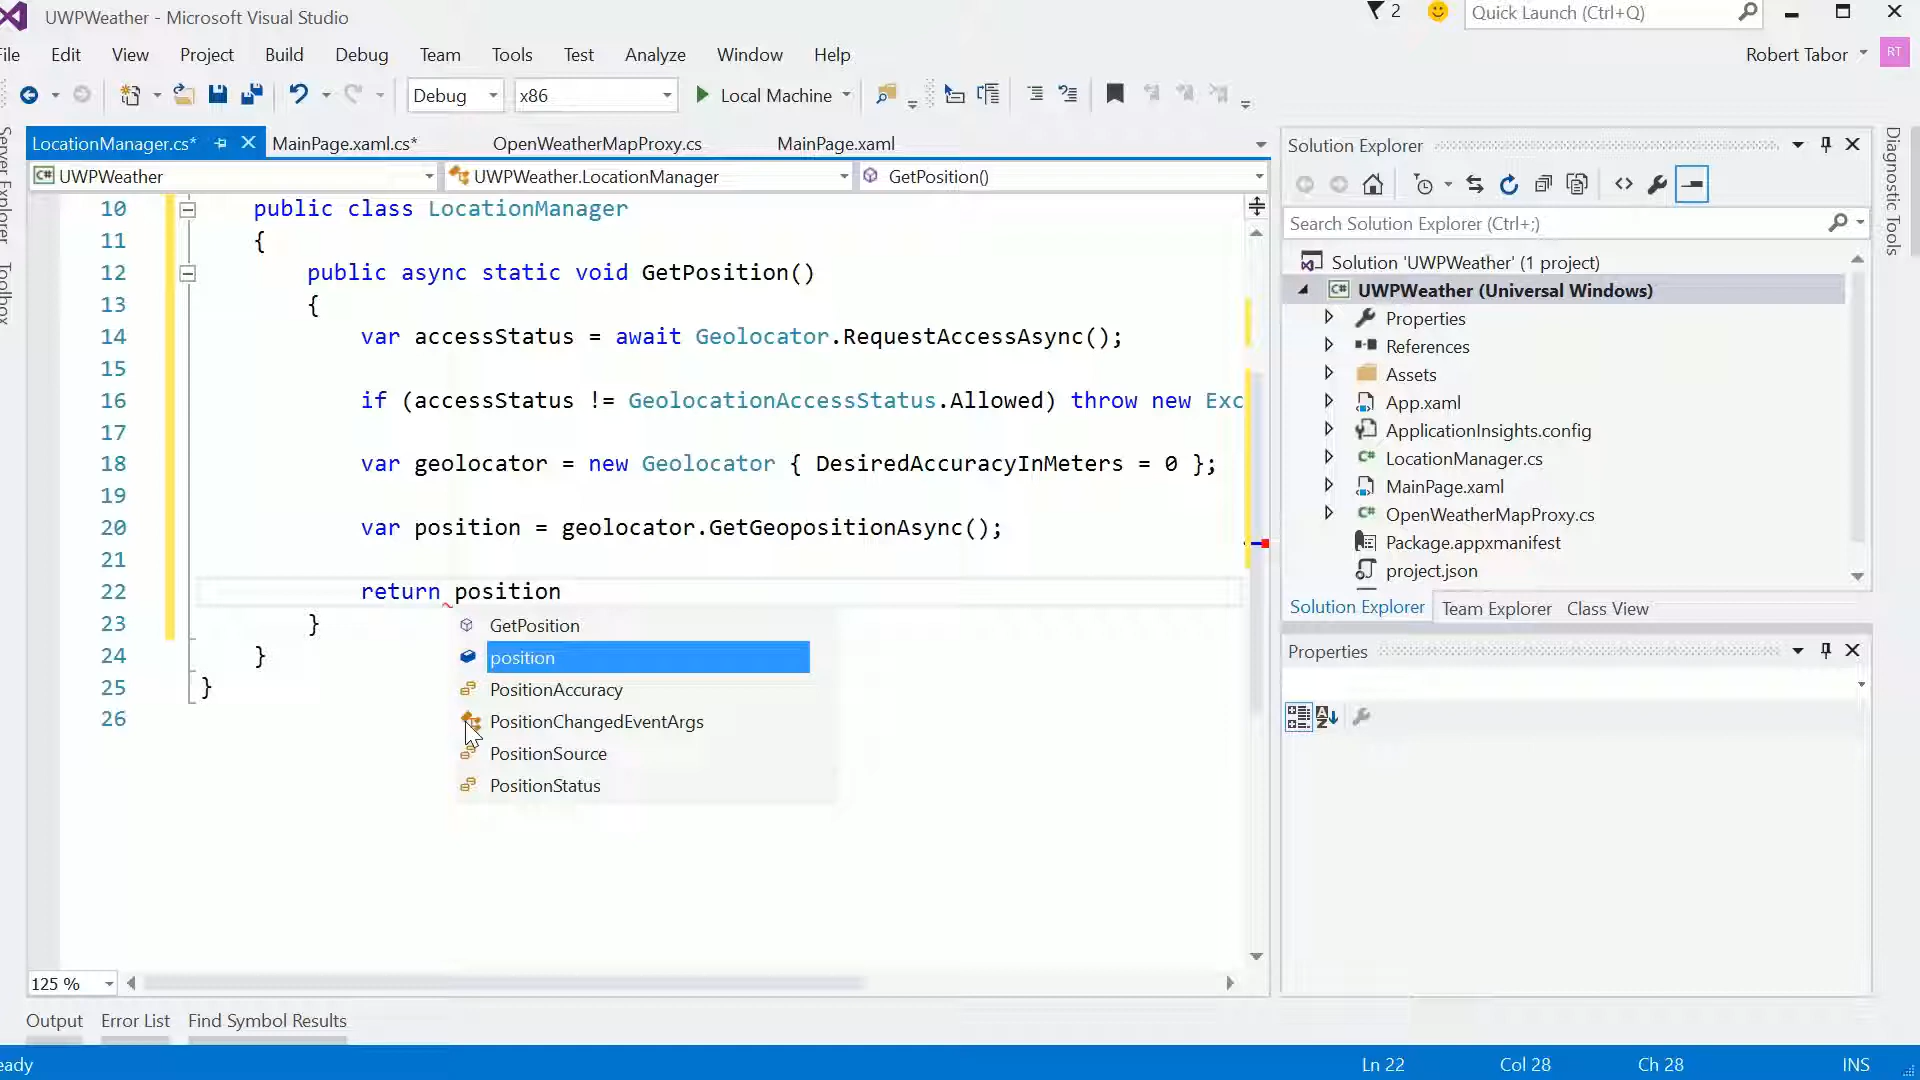 UWPWeather - Microsoft Visual Studio
2
Quick Launch (Ctrl+Q)
File Edit View Project Build Debug Team Tools Test Analyze Window Help
Robert Tabor
RT
Debug x86 Local Machine
LocationManager.cs* MainPage.xaml.cs* OpenWeatherMapProxy.cs MainPage.xaml
C# UWPWeather UWPWeather.LocationManager GetPosition()
10 public class LocationManager
11 {
12 public async static void GetPosition()
13 {
14 var accessStatus = await Geolocator.RequestAccessAsync();
15
16 if (accessStatus != GeolocationAccessStatus.Allowed) throw new Exc
17
18 var geolocator = new Geolocator { DesiredAccuracyInMeters = 0 };
19
20 var position = geolocator.GetGeopositionAsync();
21
22 return position
23 }
24 }
25 }
26
GetPosition
position
PositionAccuracy
PositionChangedEventArgs
PositionSource
PositionStatus
125 %
Server Explorer
Toolbox
Solution Explorer
Search Solution Explorer (Ctrl+;)
Solution 'UWPWeather' (1 project)
C# UWPWeather (Universal Windows)
Properties
References
Assets
App.xaml
ApplicationInsights.config
C# LocationManager.cs
MainPage.xaml
C# OpenWeatherMapProxy.cs
Package.appxmanifest
project.json
Solution Explorer Team Explorer Class View
Properties
Diagnostic Tools
Output Error List Find Symbol Results
eady
Ln 22 Col 28 Ch 28 INS